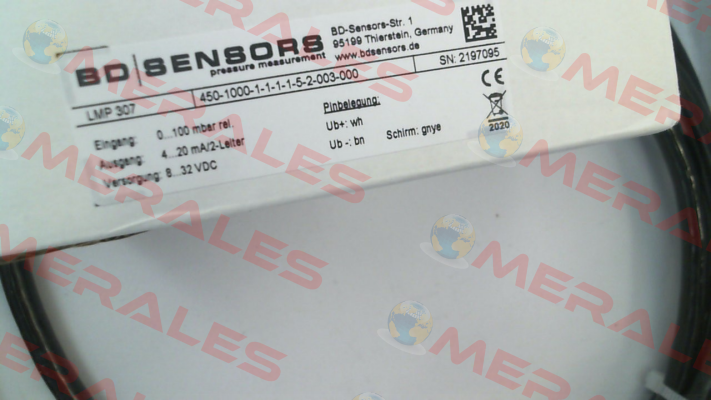 BD SENSORS
pressure measurement
BD-Sensors-Str. 1
95199 Thierstein, Germany
www.bdsensors.de
LMP 307
450-1000-1-1-1-1-5-2-003-000
SN: 2197095
Eingang: 0...100 mbar rel.
Ausgang: 4...20 mA/2-Leiter
Versorgung: 8...32 VDC
Pinbelegung:
Ub+: wh
Ub -: bn
Schirm: gnye
CE
2020
MERALES
MERALES
MERALES
MERALES
MERALES
MERALES